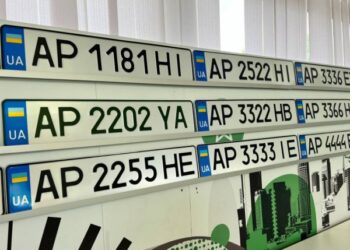 UA AP 1181 HI UA AP 2522 HI AP 3336
UA AP 2202 YA UA AP 3322 HB UA AP 3366
UA AP 2255 HE UA AP 3333 IE UA AP 4444